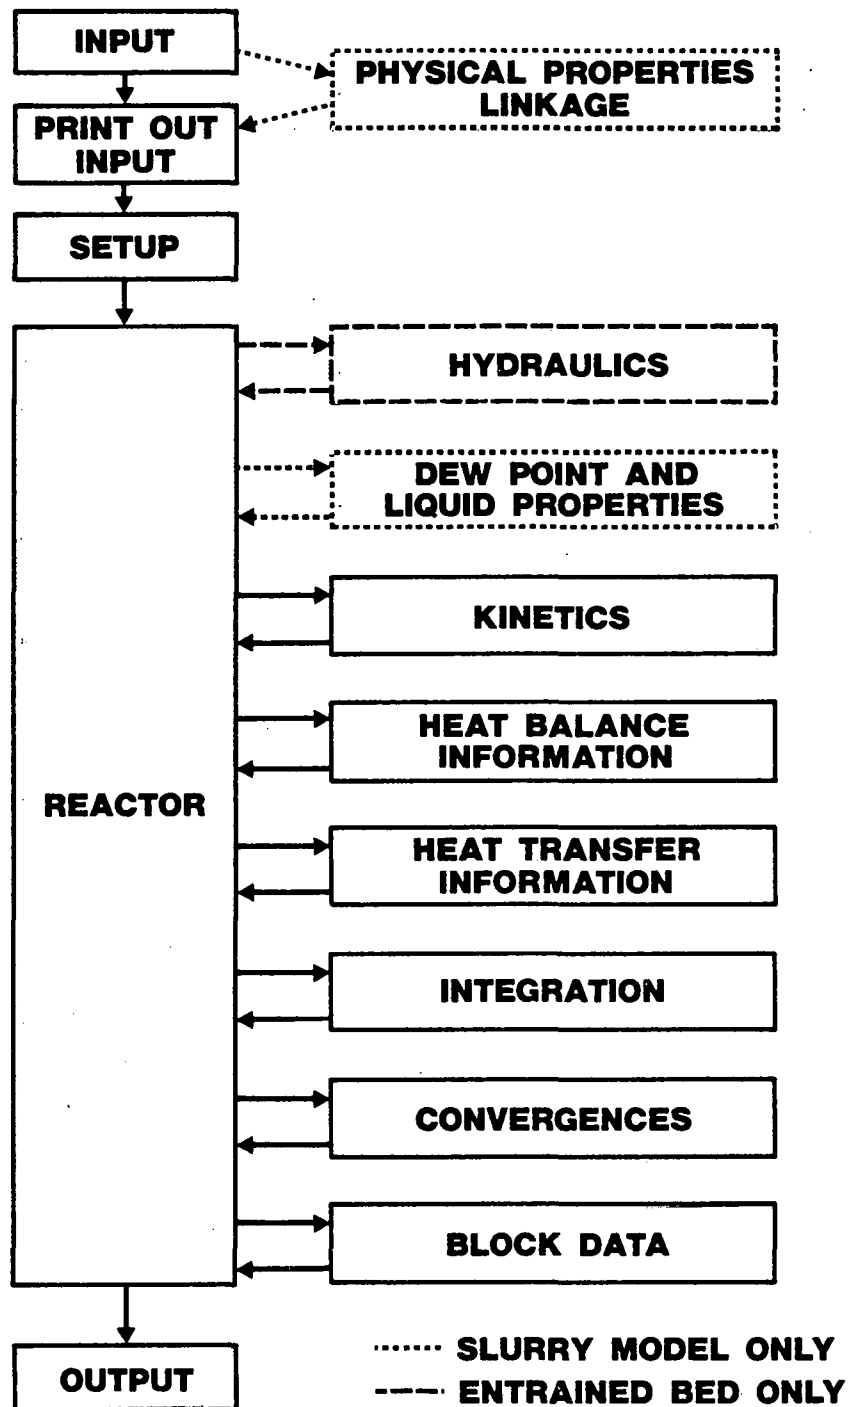 INPUT
PHYSICAL PROPERTIES
LINKAGE
PRINT OUT
INPUT
SETUP
HYDRAULICS
DEW POINT AND
LIQUID PROPERTIES
KINETICS
HEAT BALANCE
INFORMATION
REACTOR
HEAT TRANSFER
INFORMATION
INTEGRATION
CONVERGENCES
BLOCK DATA
OUTPUT
SLURRY MODEL ONLY
ENTRAINED BED ONLY